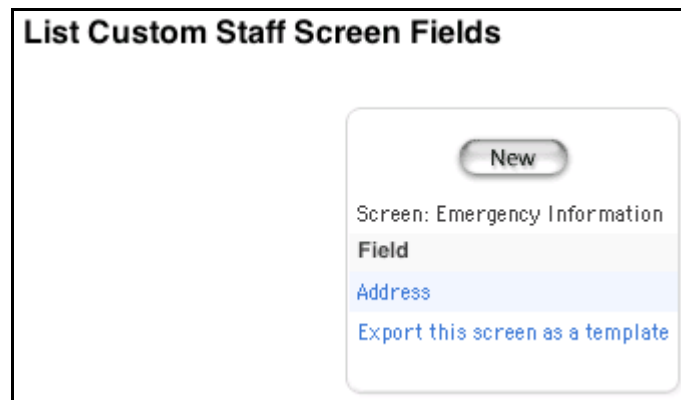 List Custom Staff Screen Fields
New
Screen: Emergency Information
Field
Address
Export this screen as a template